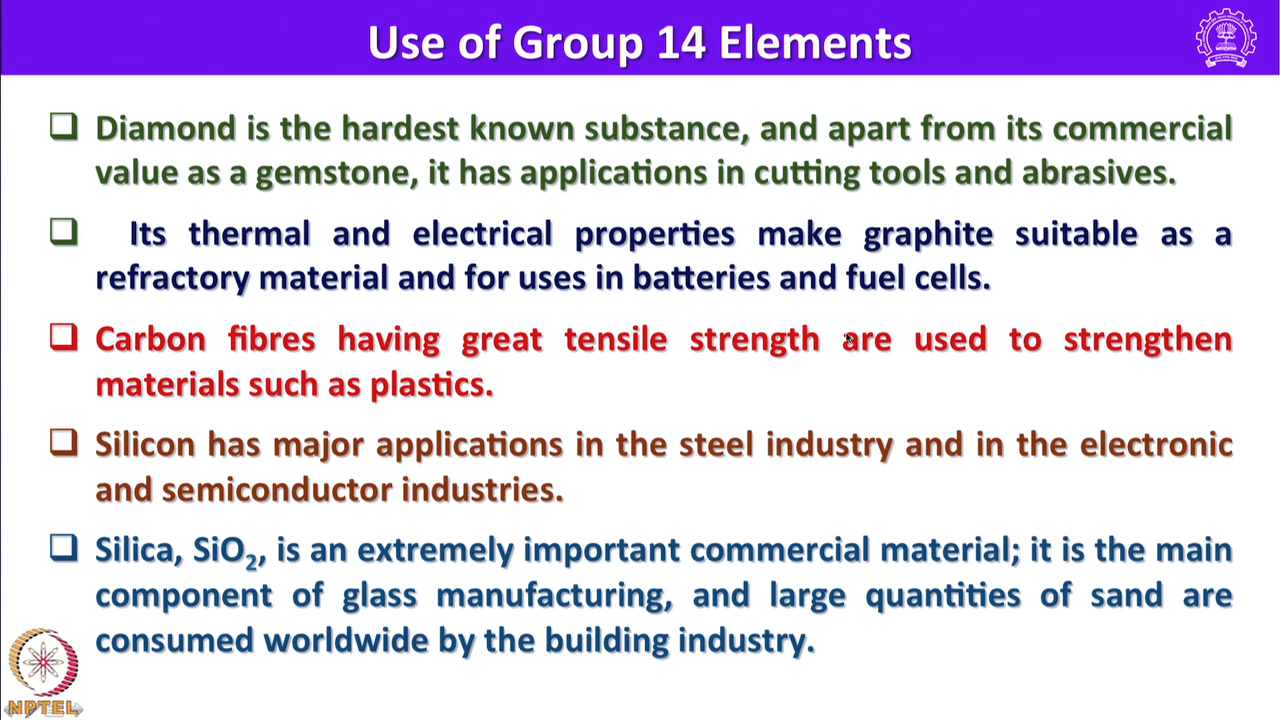 Use of Group 14 Elements
Diamond is the hardest known substance, and apart from its commercial
value as a gemstone, it has applications in cutting tools and abrasives.
Its thermal and electrical properties make graphite suitable as a
refractory material and for uses in batteries and fuel cells.
Carbon fibres having great tensile strength are used to strengthen
materials such as plastics.
Silicon has major applications in the steel industry and in the electronic
and semiconductor industries.
Silica, SiO₂, is an extremely important commercial material; it is the main
component of glass manufacturing, and large quantities of sand are
consumed worldwide by the building industry.
NPTEL